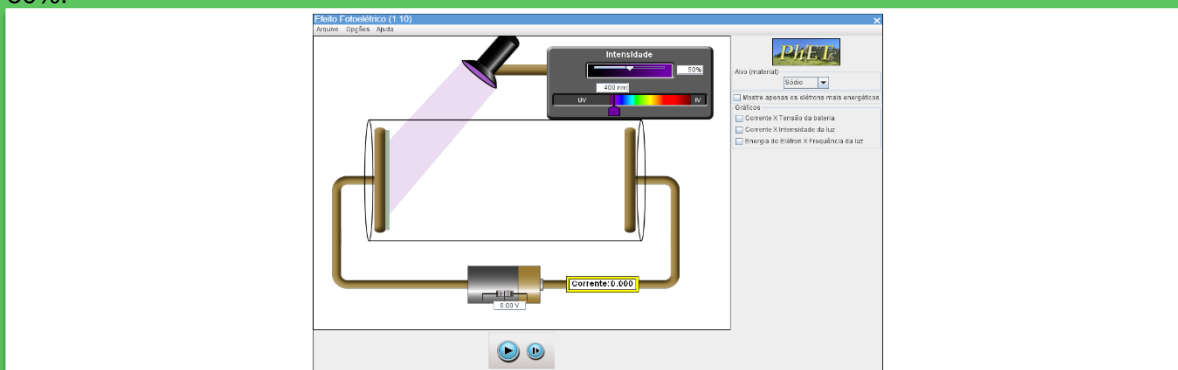 Efeito Fotoelétrico (1.10)
Arquivo Opções Ajuda
Intensidade
50%
400 nm
UV IV
PhET
Alvo (material)
Sódio
Mostre apenas os elétrons mais energéticos
Gráficos
Corrente X Tensão da bateria
Corrente X Intensidade da luz
Energia do Elétron X Frequência da luz
Corrente:0.000
0.00 V